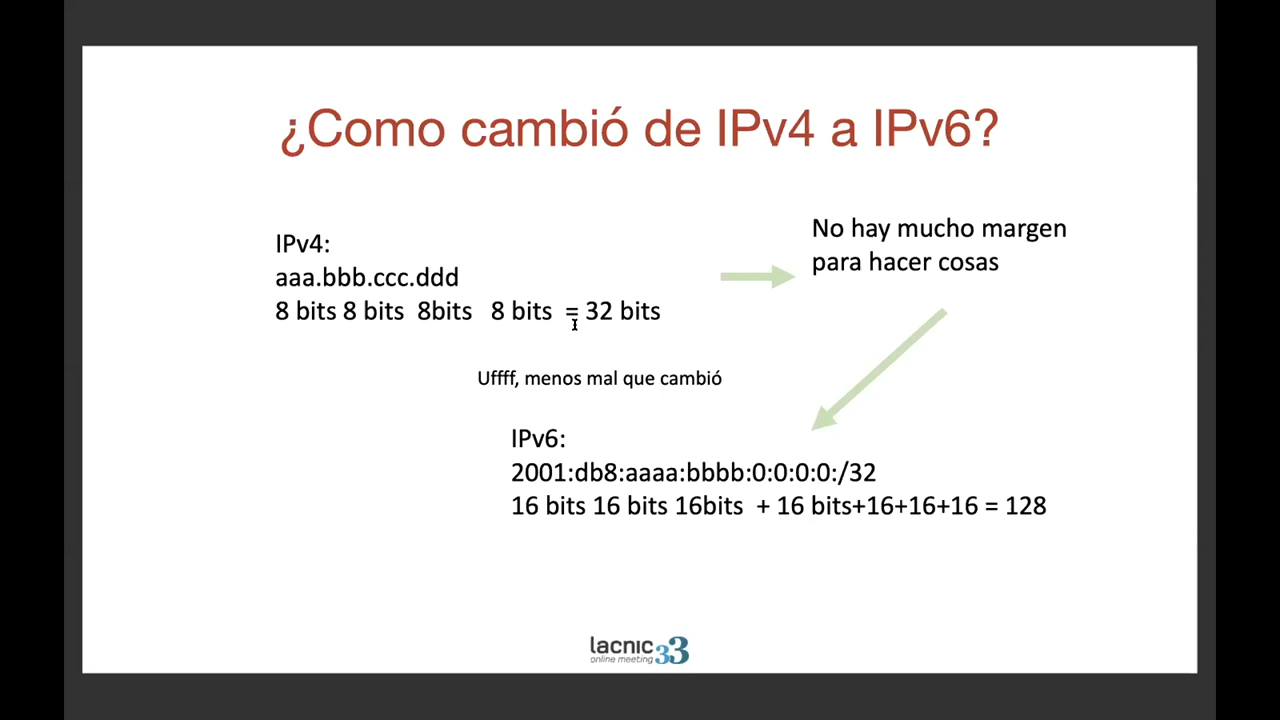 ¿Como cambió de IPv4 a IPv6?
IPv4:
aaa.bbb.ccc.ddd
8 bits 8 bits 8bits 8 bits = 32 bits
No hay mucho margen
para hacer cosas
Uffff, menos mal que cambió
IPv6:
2001:db8:aaaa:bbbb:0:0:0:0:/32
16 bits 16 bits 16bits + 16 bits+16+16+16 = 128
lacnic 33
online meeting